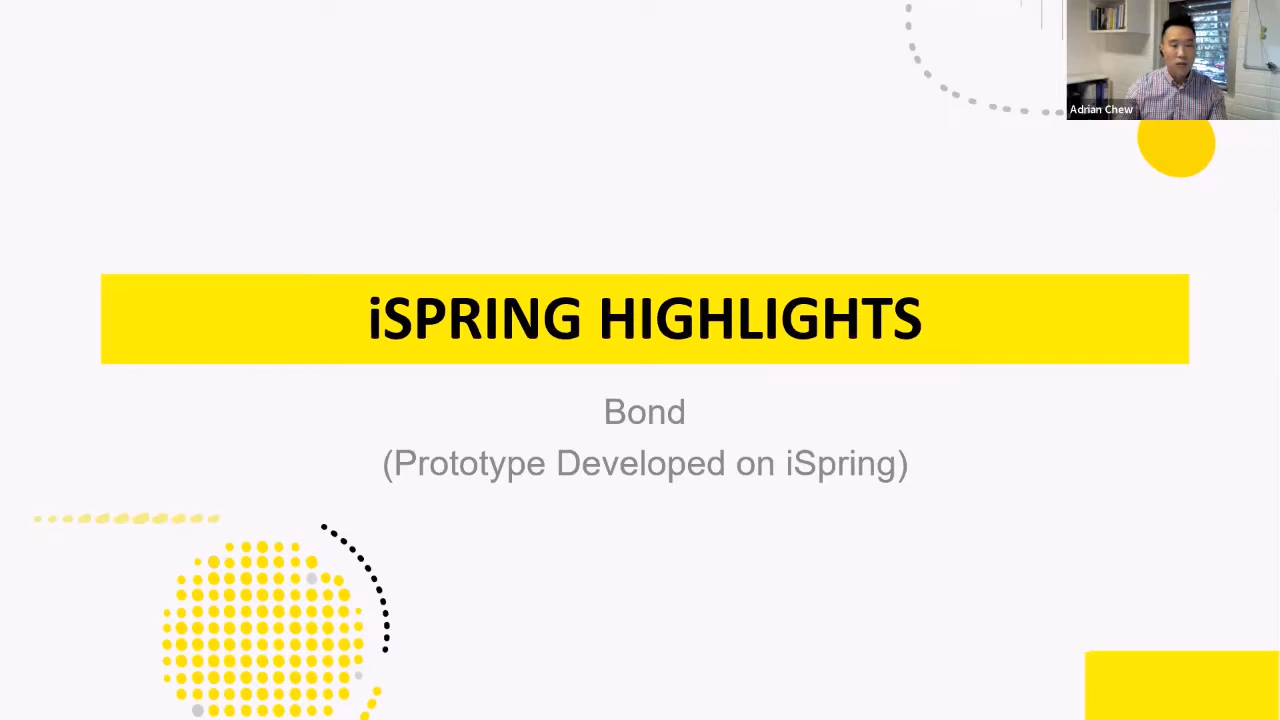 Adrian Chew
iSPRING HIGHLIGHTS
Bond
(Prototype Developed on iSpring)